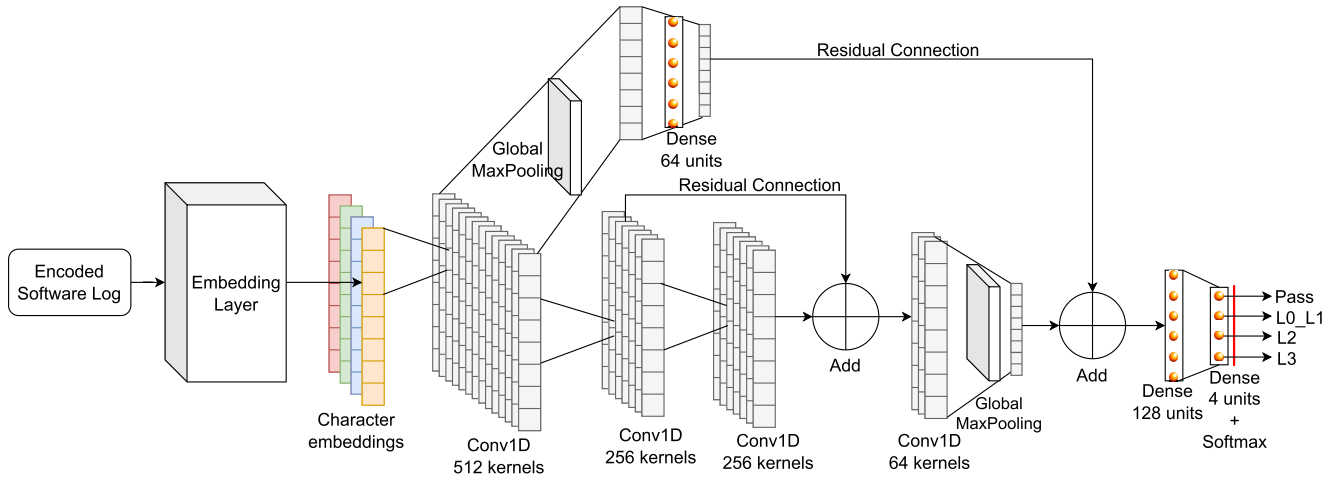 Encoded
Software Log
Embedding
Layer
Character
embeddings
Conv1D
512 kernels
Global
MaxPooling
Dense
64 units
Residual Connection
Residual Connection
Conv1D
256 kernels
Conv1D
256 kernels
Add
Conv1D
64 kernels
Global
MaxPooling
Add
Dense
128 units
Dense
4 units
+
Softmax
Pass
L0_L1
L2
L3